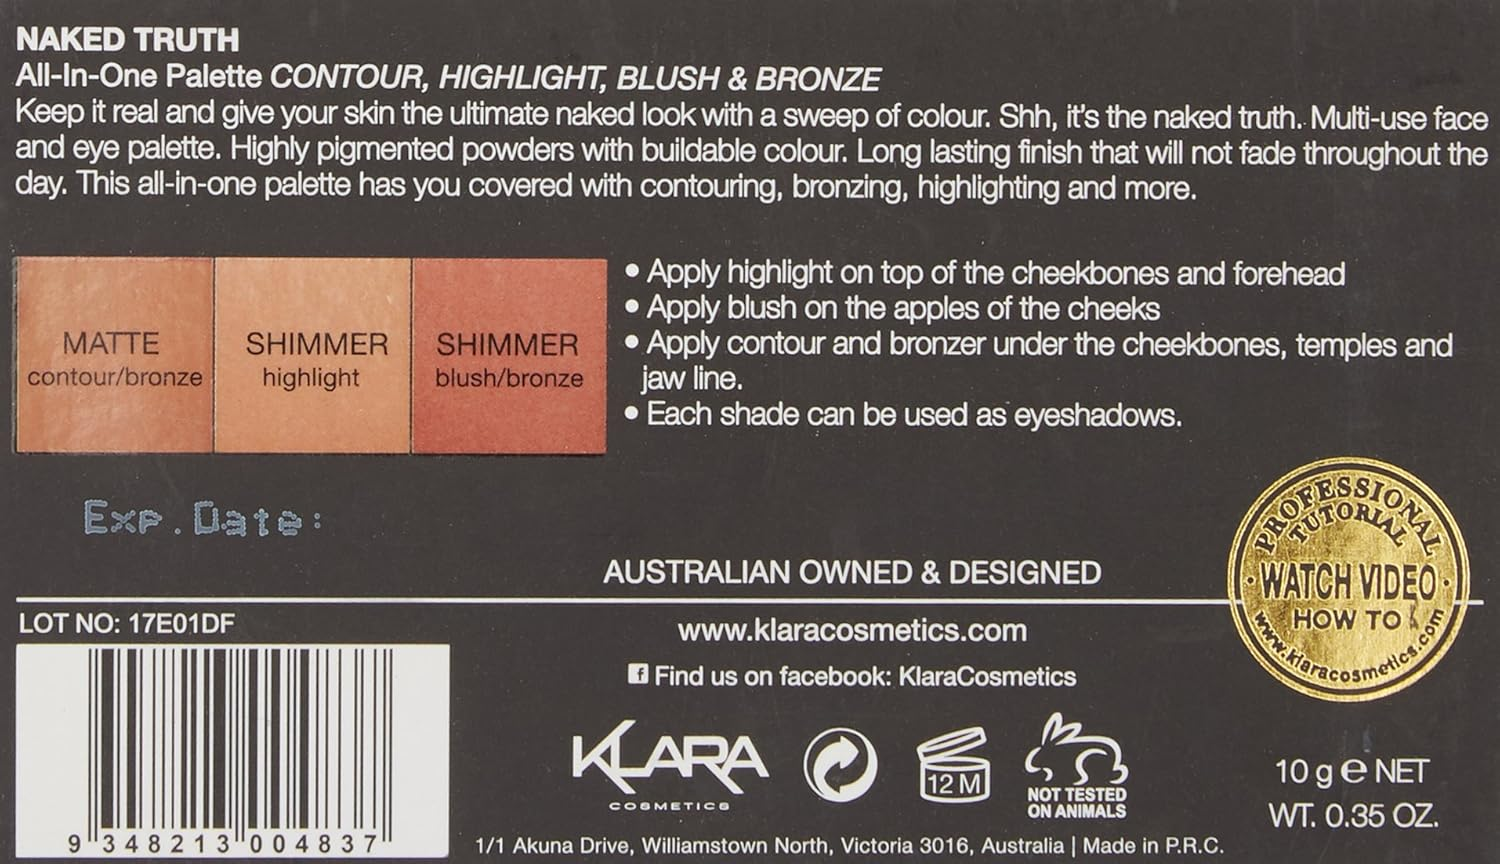 NAKED TRUTH
All-In-One Palette CONTOUR, HIGHLIGHT, BLUSH & BRONZE
Keep it real and give your skin the ultimate naked look with a sweep of colour. Shh, it's the naked truth. Multi-use face
and eye palette. Highly pigmented powders with buildable colour. Long lasting finish that will not fade throughout the
day. This all-in-one palette has you covered with contouring, bronzing, highlighting and more.
MATTE
contour/bronze
SHIMMER
highlight
SHIMMER
blush/bronze
• Apply highlight on top of the cheekbones and forehead
• Apply blush on the apples of the cheeks
• Apply contour and bronzer under the cheekbones, temples and
jaw line.
• Each shade can be used as eyeshadows.
Exp. Date:
PROFESSIONAL
TUTORIAL
WATCH VIDEO
HOW TO
www.klaracosmetics.com
AUSTRALIAN OWNED & DESIGNED
LOT NO: 17E01DF
www.klaracosmetics.com
f Find us on facebook: KlaraCosmetics
KLARA
COSMETICS
12 M
NOT TESTED
ON ANIMALS
10 g e NET
WT. 0.35 OZ.
9 348213 004837
1/1 Akuna Drive, Williamstown North, Victoria 3016, Australia | Made in P.R.C.